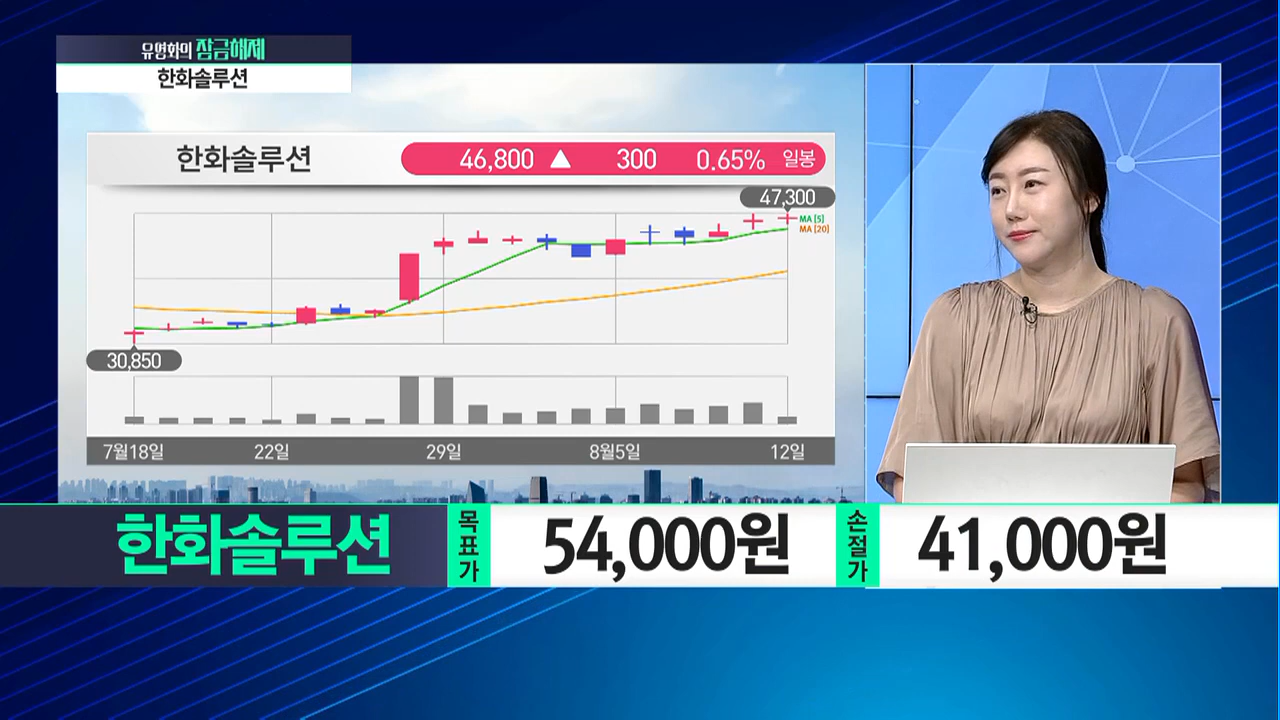 유명화의 잠금해제
한화솔루션
한화솔루션 46,800 ▲ 300 0.65% 일봉
47,300
MA [5]
MA [20]
30,850
7월18일 22일 29일 8월5일 12일
한화솔루션 목표가 54,000원 손절가 41,000원